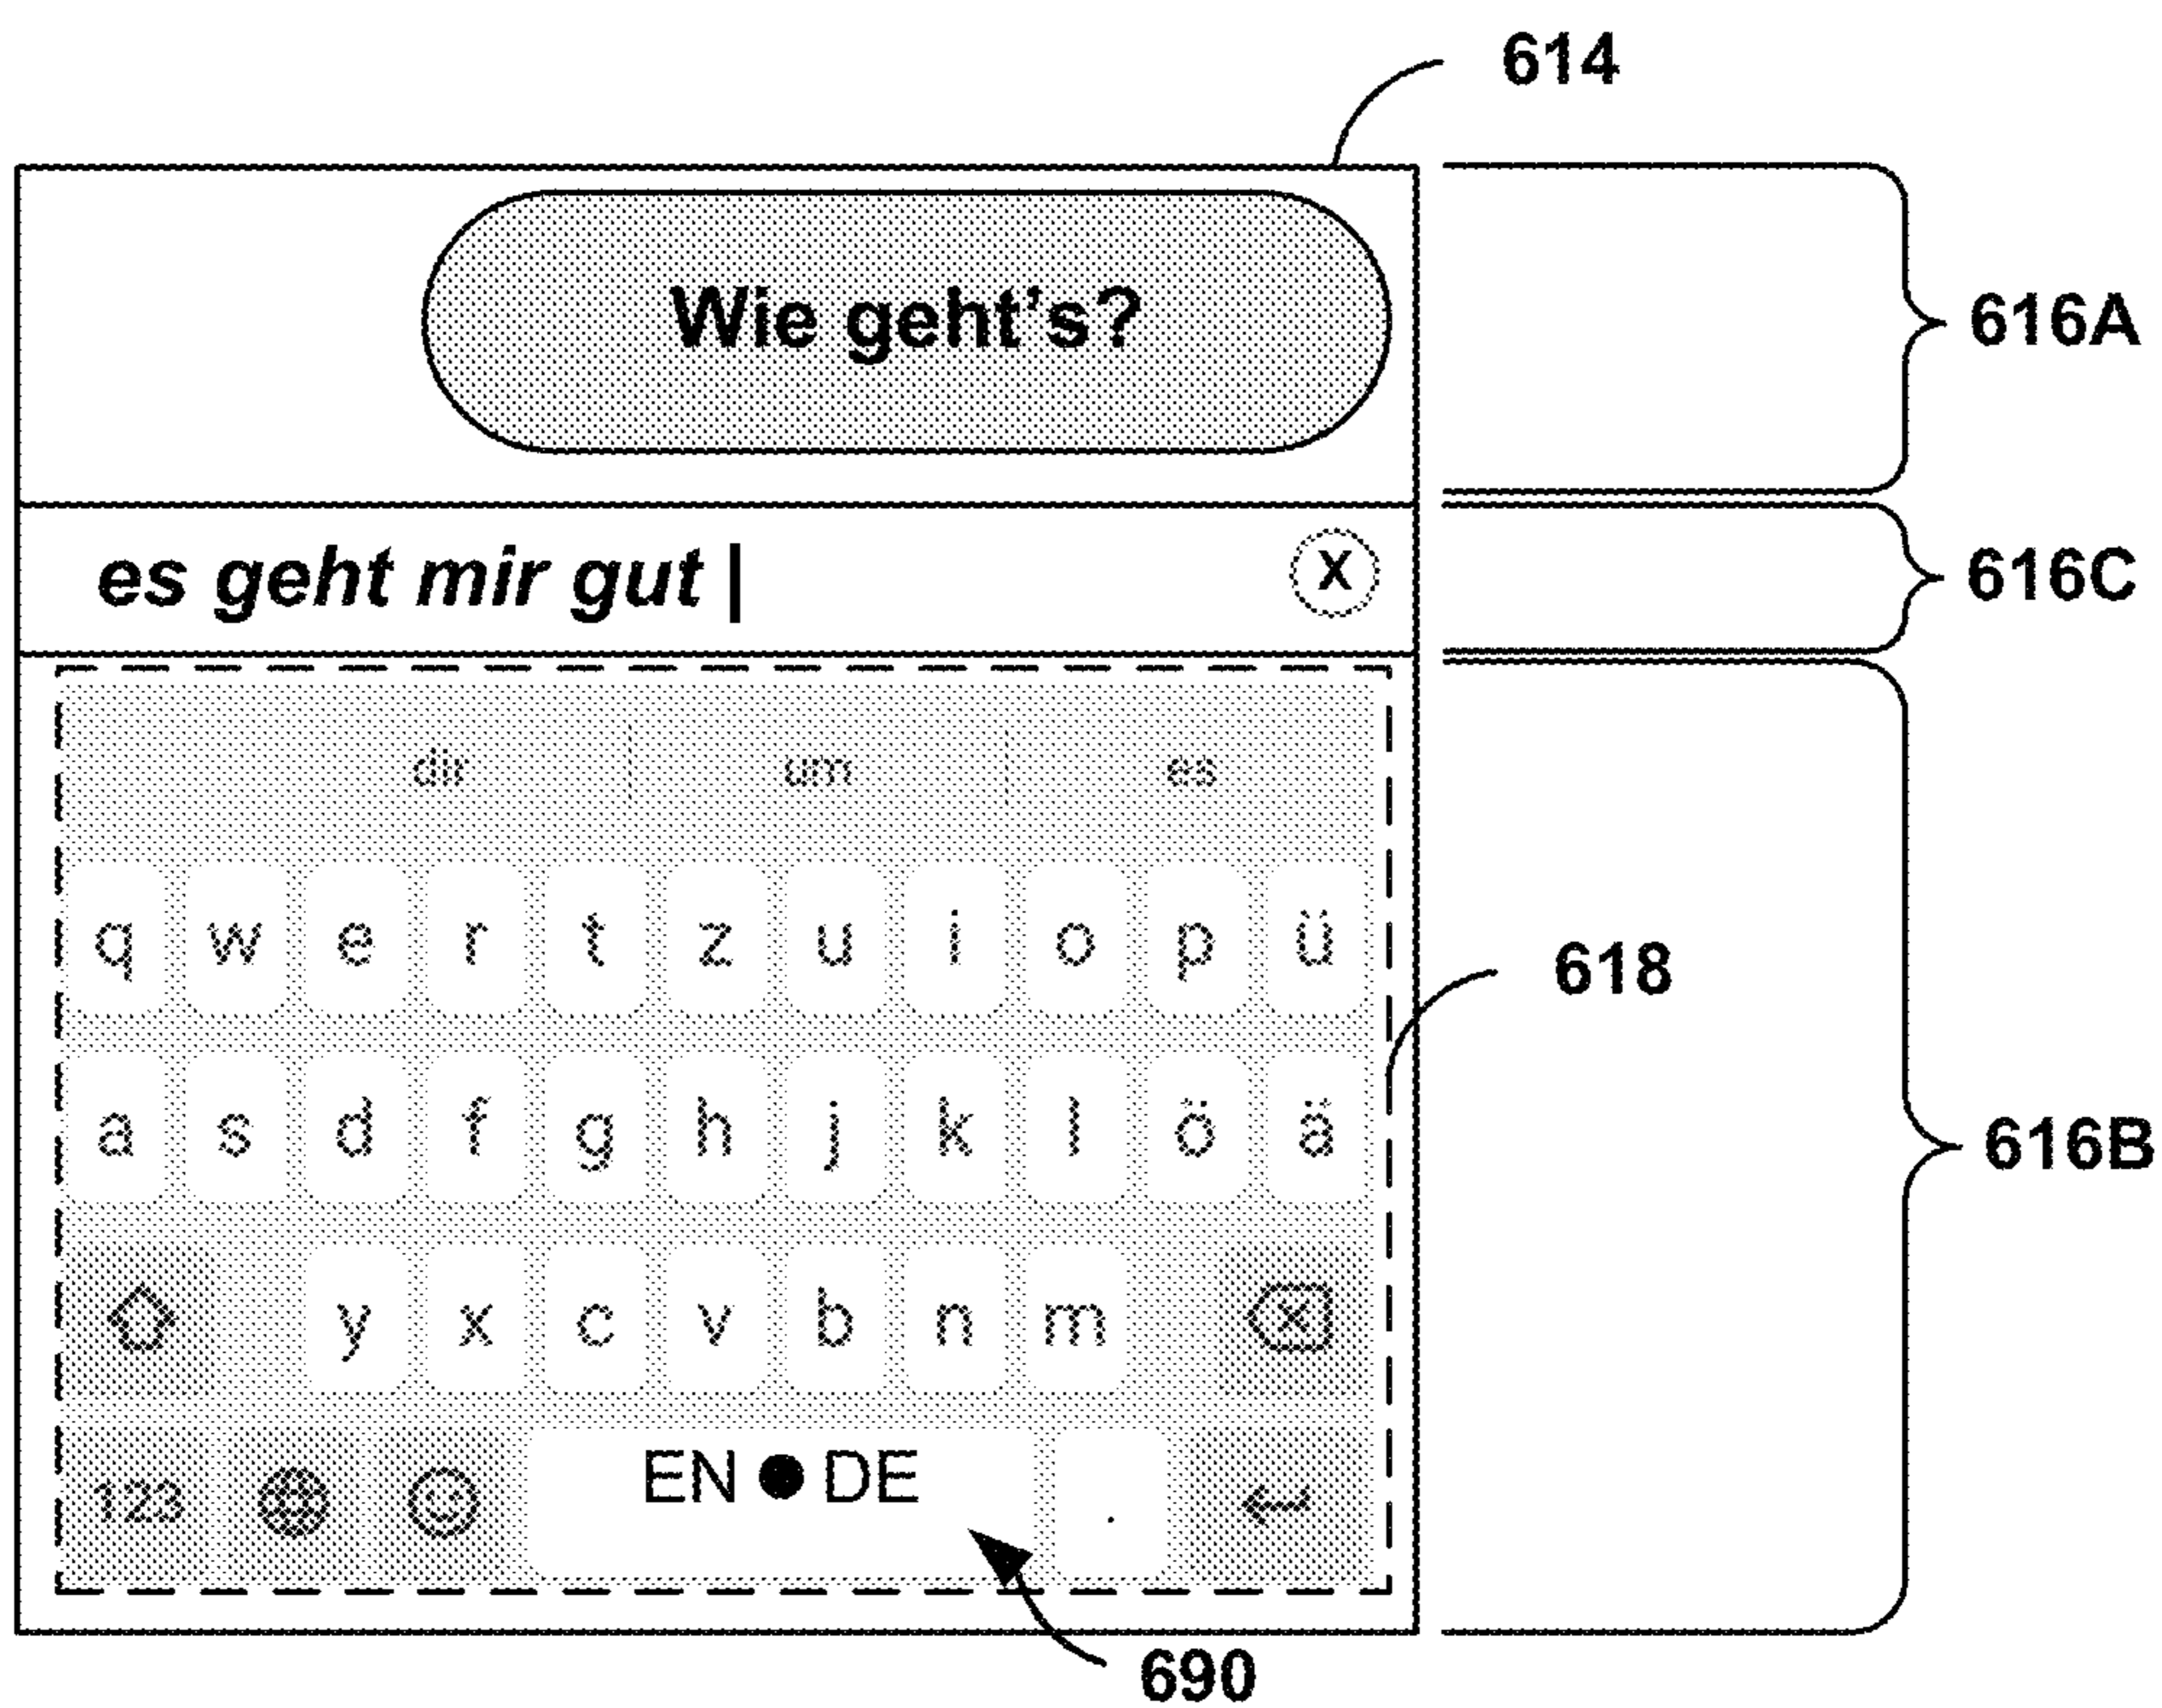 614
Wie geht's?
616A
es geht mir gut |
X
616C
dir um es
q w e r t z u i o p ü
618
a s d f g h j k l ö ä
616B
y x c v b n m
123 EN ● DE .
690